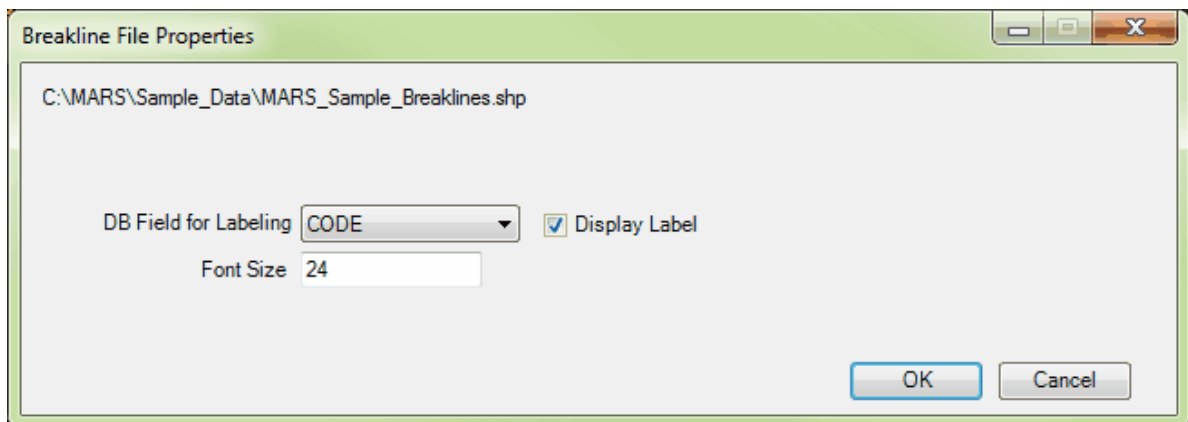 Breakline File Properties
C:\MARS\Sample_Data\MARS_Sample_Breaklines.shp
DB Field for Labeling CODE Display Label
Font Size 24
OK Cancel